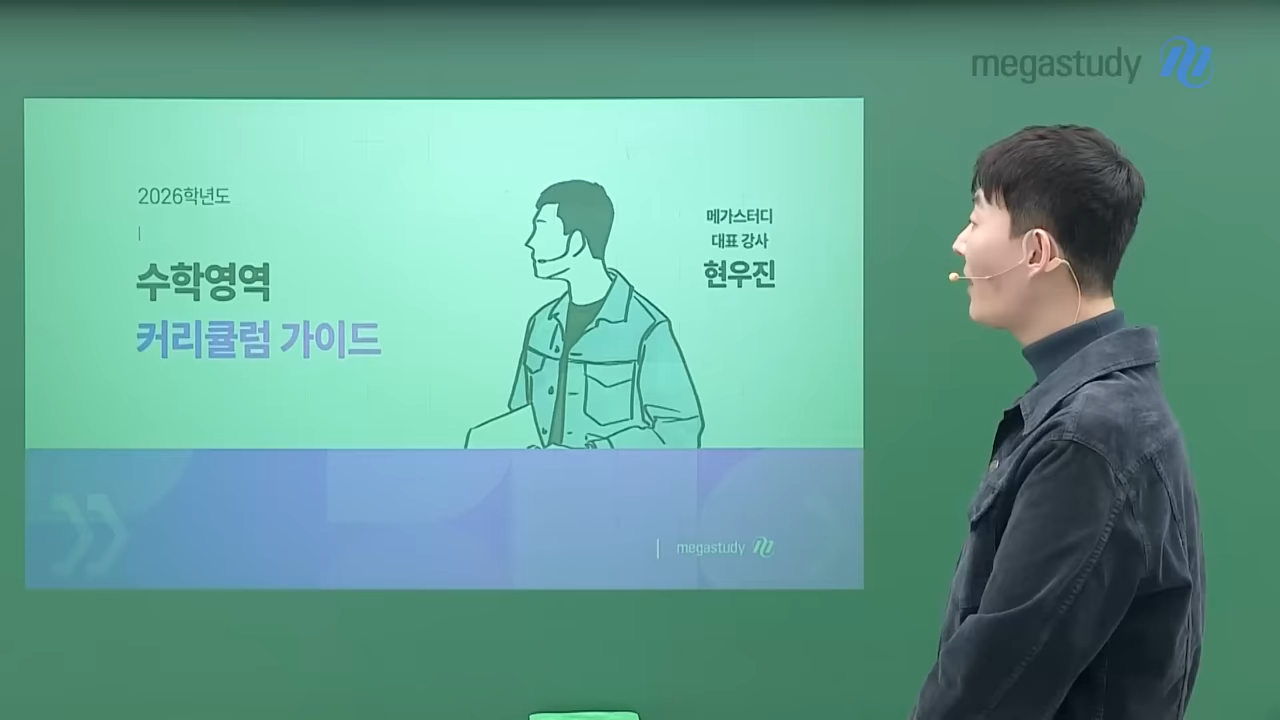 megastudy
2026학년도
수학영역
커리큘럼 가이드
메가스터디
대표 강사
현우진
megastudy